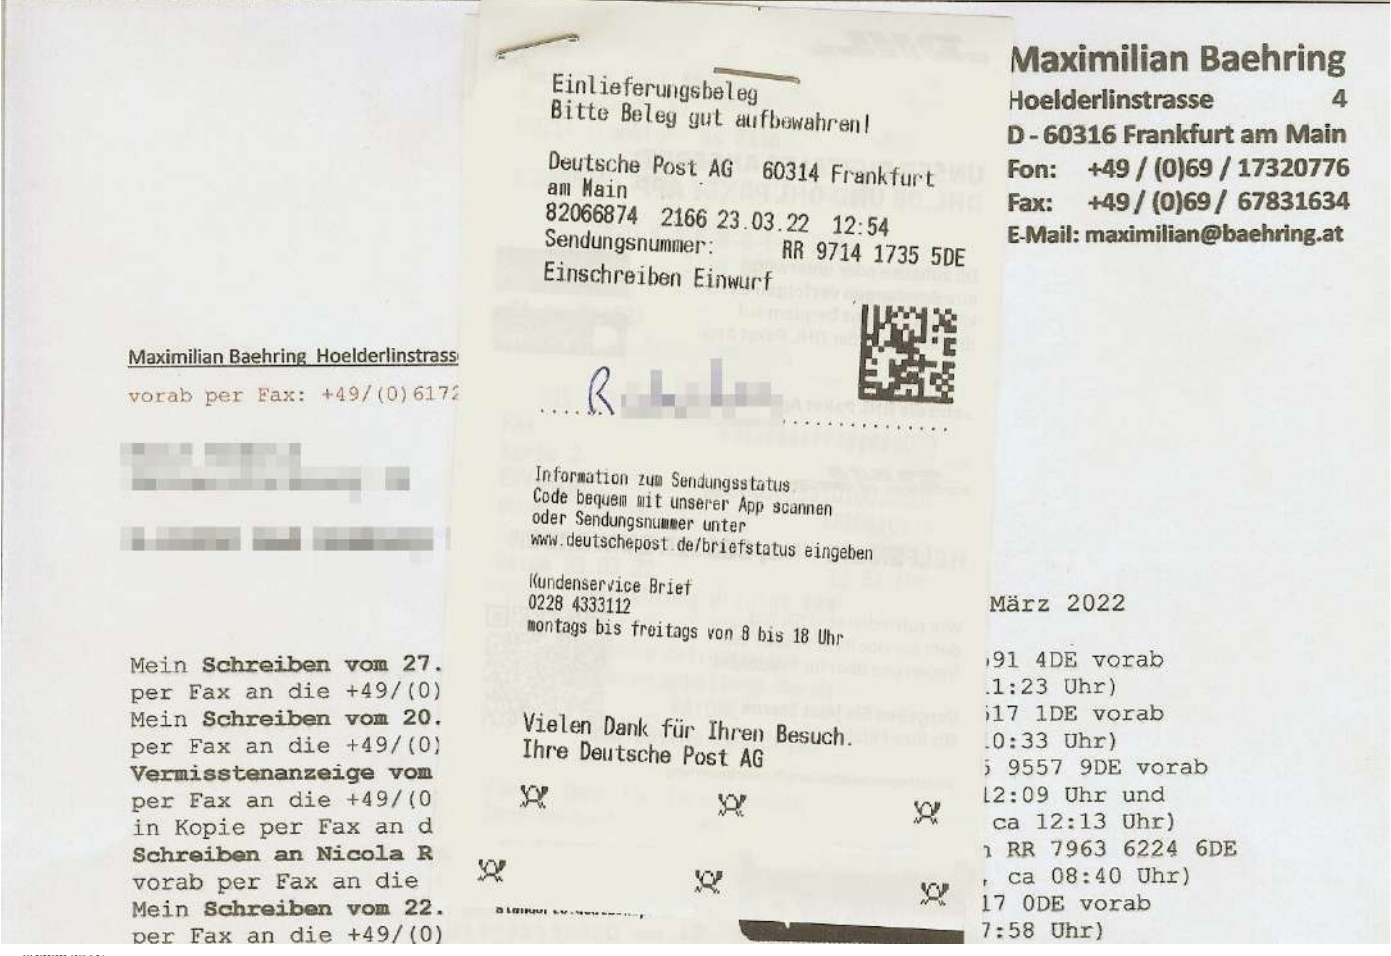 Maximilian Baehring
Hoelderlinstrasse 4
D - 60316 Frankfurt am Main
Fon: +49 / (0)69 / 17320776
Fax: +49 / (0)69 / 67831634
E-Mail: maximilian@baehring.at
Einlieferungsbeleg
Bitte Beleg gut aufbewahren!
Deutsche Post AG 60314 Frankfurt
am Main
82066874 2166 23.03.22 12:54
Sendungsnummer: RR 9714 1735 5DE
Einschreiben Einwurf
Information zum Sendungsstatus
Code bequem mit unserer App scannen
oder Sendungsnummer unter
www.deutschepost.de/briefstatus eingeben
Kundenservice Brief
0228 4333112
montags bis freitags von 8 bis 18 Uhr
Vielen Dank für Ihren Besuch.
Ihre Deutsche Post AG
Maximilian Baehring Hoelderlinstrass
vorab per Fax: +49/(0)6172
März 2022
Mein Schreiben vom 27. 91 4DE vorab
per Fax an die +49/(0) 1:23 Uhr)
Mein Schreiben vom 20. 517 1DE vorab
per Fax an die +49/(0) 0:33 Uhr)
Vermisstenanzeige vom 9557 9DE vorab
per Fax an die +49/(0 12:09 Uhr und
in Kopie per Fax an d ca 12:13 Uhr)
Schreiben an Nicola R RR 7963 6224 6DE
vorab per Fax an die , ca 08:40 Uhr)
Mein Schreiben vom 22. 17 0DE vorab
per Fax an die +49/(0) 7:58 Uhr)